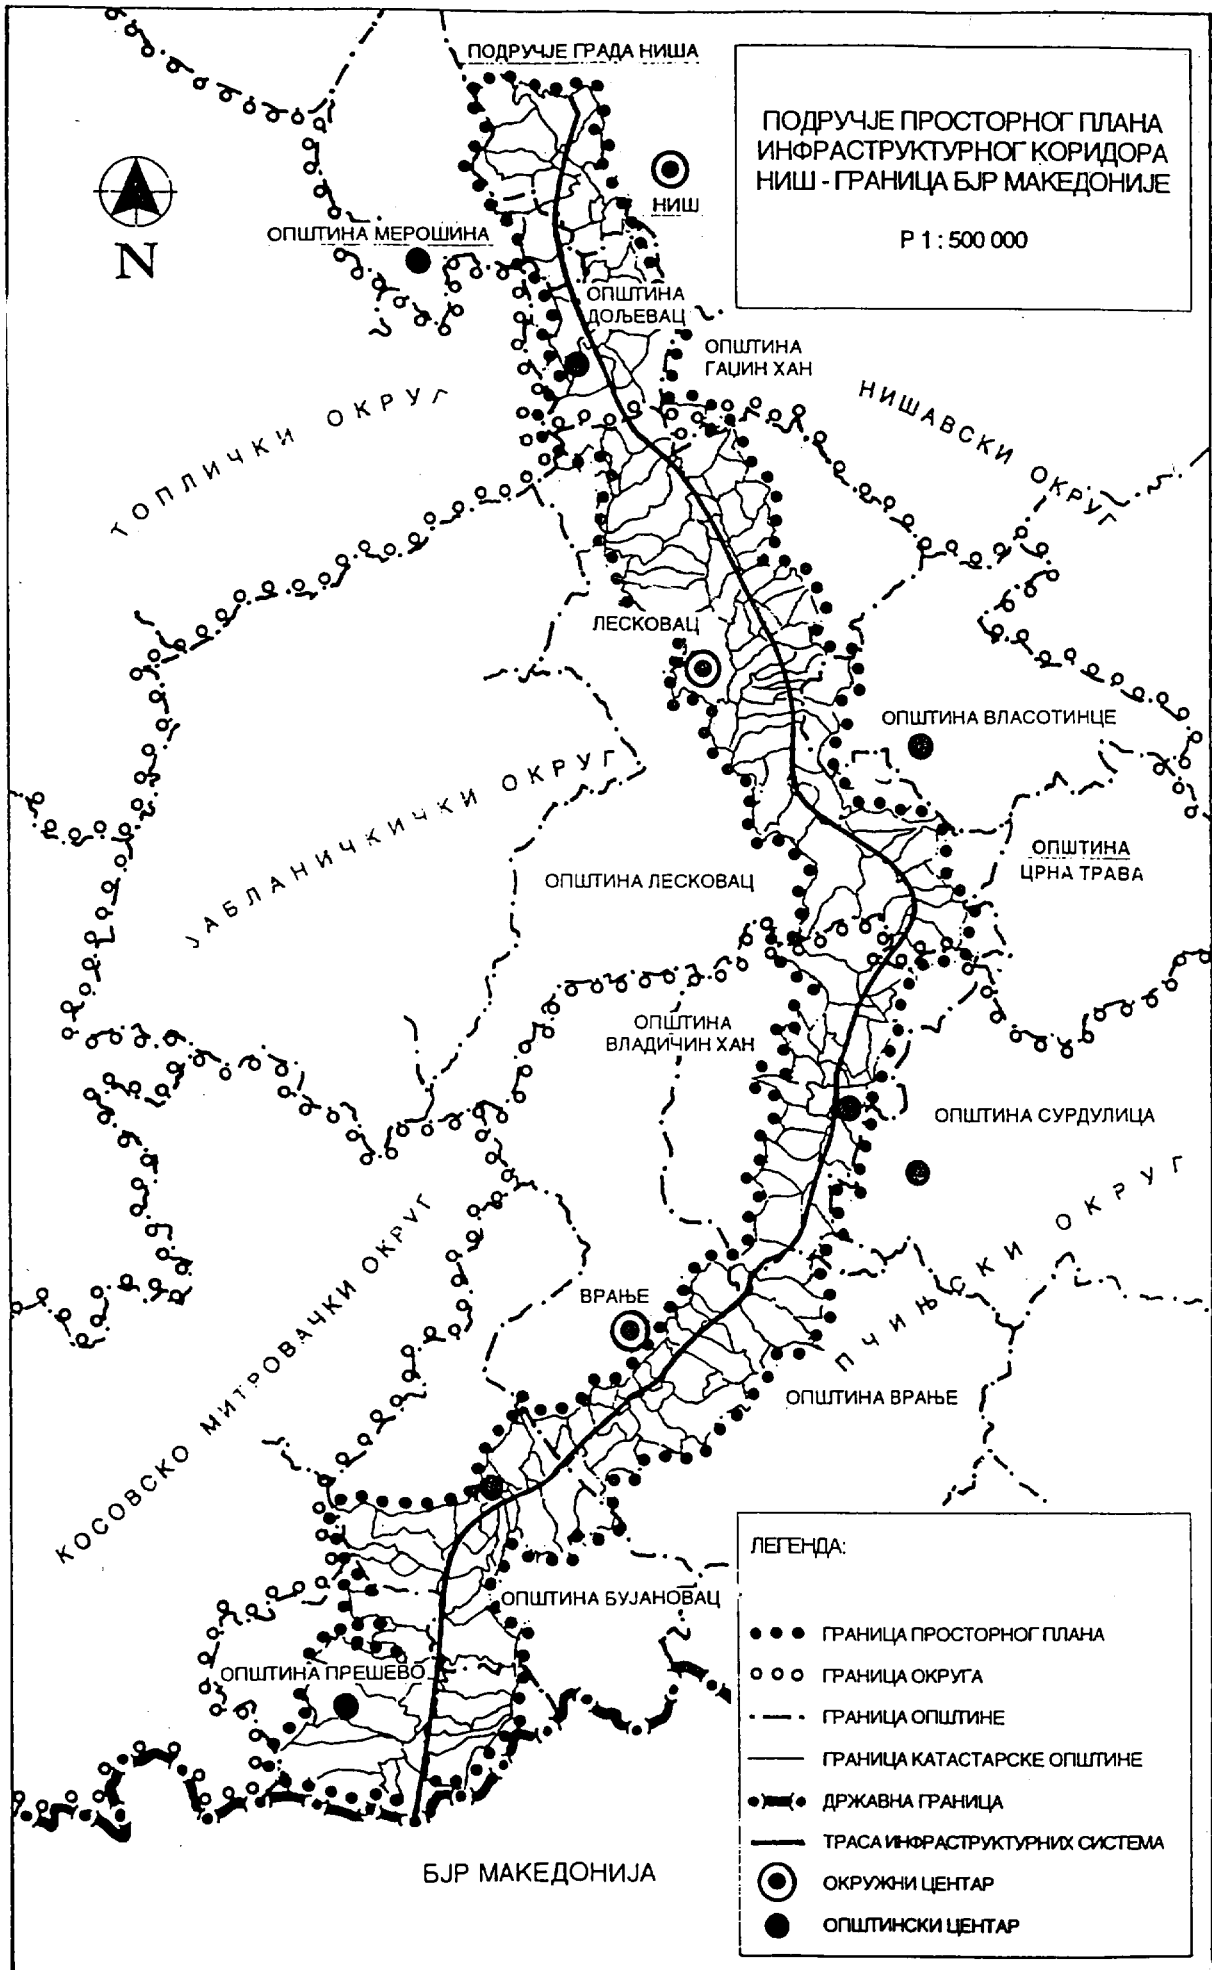 ПОДРУЧЈЕ ГРАДА НИША
ПОДРУЧЈЕ ПРОСТОРНОГ ПЛАНА
ИНФРАСТРУКТУРНОГ КОРИДОРА
НИШ - ГРАНИЦА БЈР МАКЕДОНИЈЕ
Р 1 : 500 000
N
НИШ
ОПШТИНА МЕРОШИНА
ОПШТИНА
ДОЉЕВАЦ
ОПШТИНА
ГАЏИН ХАН
ТОПЛИЧКИ ОКРУГ
НИШАВСКИ ОКРУГ
ЛЕСКОВАЦ
ОПШТИНА ВЛАСОТИНЦЕ
ЈАБЛАНИЧКИЧКИ ОКРУГ
ОПШТИНА
ЦРНА ТРАВА
ОПШТИНА ЛЕСКОВАЦ
ОПШТИНА
ВЛАДИЧИН ХАН
ОПШТИНА СУРДУЛИЦА
ПЧИЊСКИ ОКРУГ
КОСОВСКО МИТРОВАЧКИ ОКРУГ
ВРАЊЕ
ОПШТИНА ВРАЊЕ
ОПШТИНА БУЈАНОВАЦ
ОПШТИНА ПРЕШЕВО
БЈР МАКЕДОНИЈА
ЛЕГЕНДА:
ГРАНИЦА ПРОСТОРНОГ ПЛАНА
ГРАНИЦА ОКРУГА
ГРАНИЦА ОПШТИНЕ
ГРАНИЦА КАТАСТАРСКЕ ОПШТИНЕ
ДРЖАВНА ГРАНИЦА
ТРАСА ИНФРАСТРУКТУРНИХ СИСТЕМА
ОКРУЖНИ ЦЕНТАР
ОПШТИНСКИ ЦЕНТАР